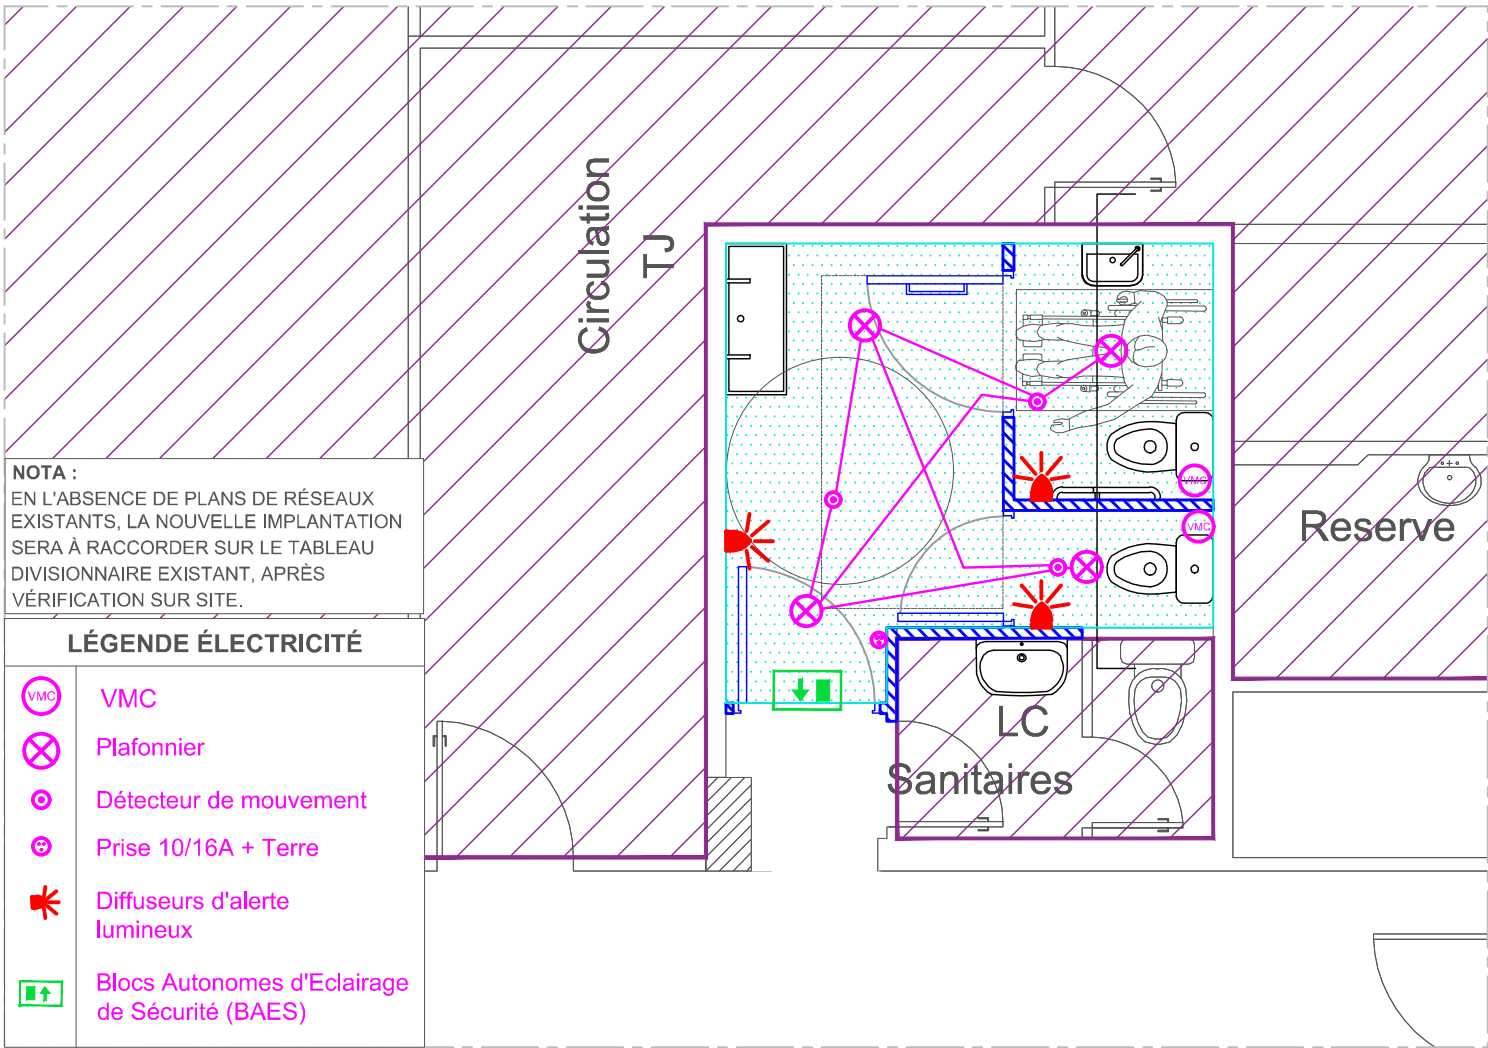 Circulation
TJ
NOTA :
EN L'ABSENCE DE PLANS DE RÉSEAUX
EXISTANTS, LA NOUVELLE IMPLANTATION
SERA À RACCORDER SUR LE TABLEAU
DIVISIONNAIRE EXISTANT, APRÈS
VÉRIFICATION SUR SITE.
VMC
VMC
Reserve
LC
Sanitaires
LÉGENDE ÉLECTRICITÉ
VMC VMC
Plafonnier
Détecteur de mouvement
Prise 10/16A + Terre
Diffuseurs d'alerte
lumineux
Blocs Autonomes d'Eclairage
de Sécurité (BAES)